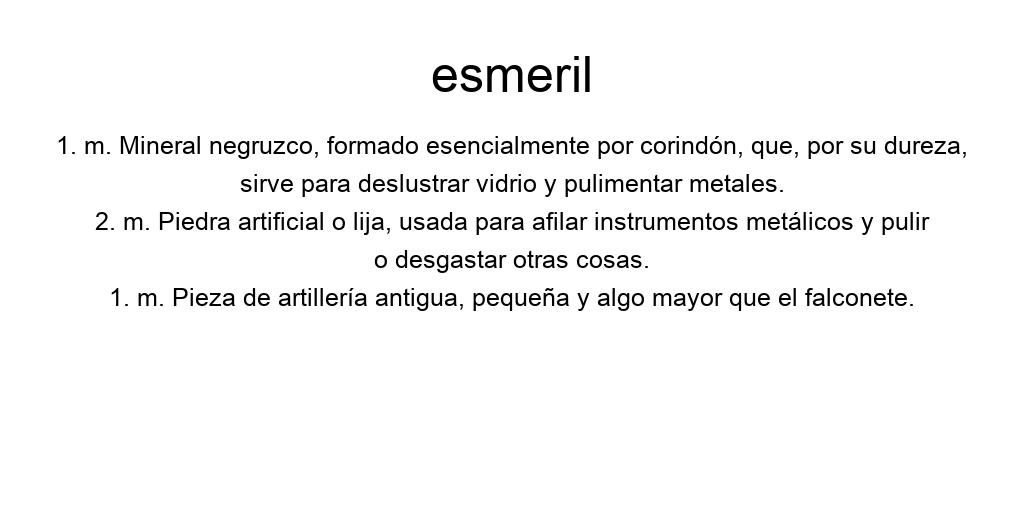 esmeril
1. m. Mineral negruzco, formado esencialmente por corindón, que, por su dureza,
sirve para deslustrar vidrio y pulimentar metales.
2. m. Piedra artificial o lija, usada para afilar instrumentos metálicos y pulir
o desgastar otras cosas.
1. m. Pieza de artillería antigua, pequeña y algo mayor que el falconete.